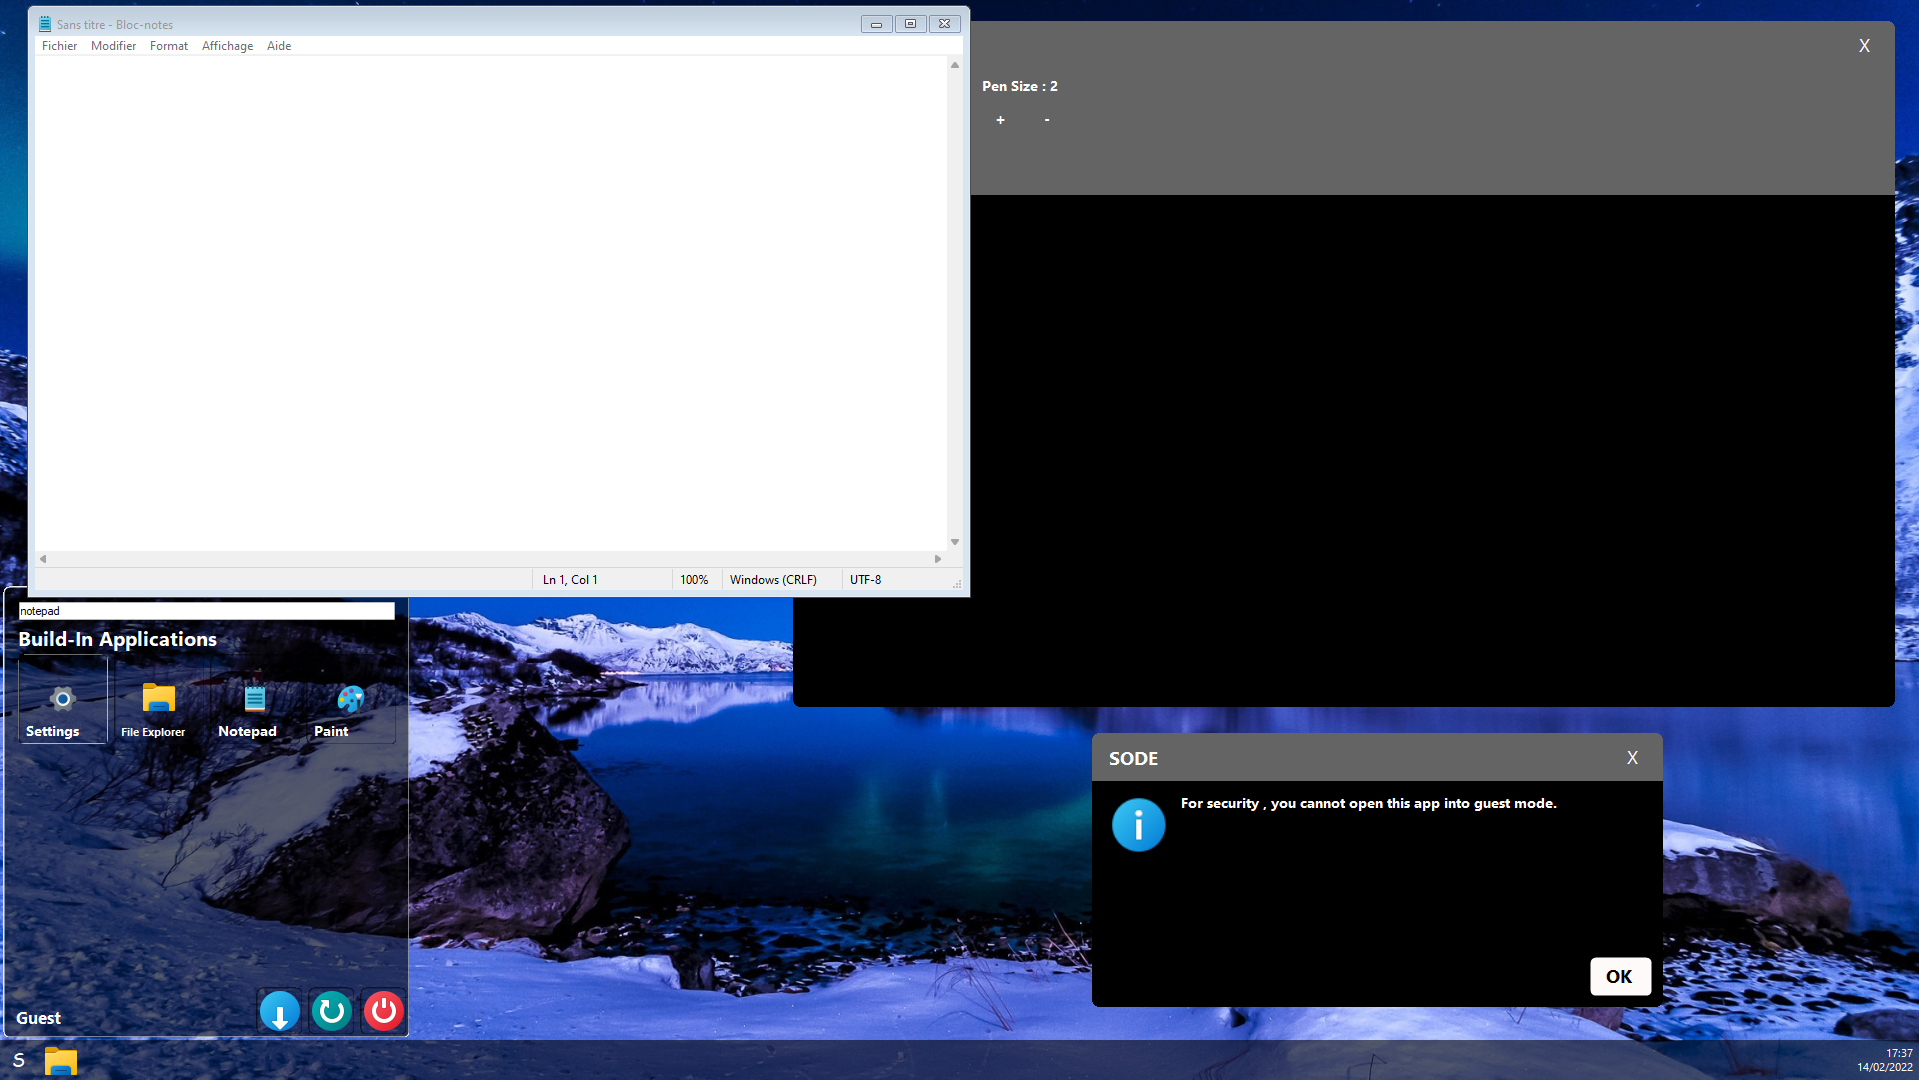 Sans titre - Bloc-notes
Fichier Modifier Format Affichage Aide
X
Pen Size : 2
+ -
Ln 1, Col 1 100% Windows (CRLF) UTF-8
notepad
Build-In Applications
Settings File Explorer Notepad Paint
SODE X
For security , you cannot open this app into guest mode.
OK
Guest
S
17:37
14/02/2022